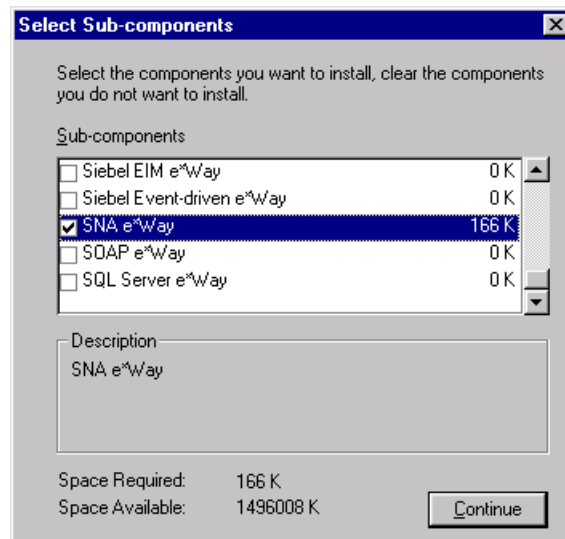 Select Sub-components
Select the components you want to install, clear the components
you do not want to install.
Sub-components
Siebel EIM e*Way 0 K
Siebel Event-driven e*Way 0 K
SNA e*Way 166 K
SOAP e*Way 0 K
SQL Server e*Way 0 K
Description
SNA e*Way
Space Required: 166 K
Space Available: 1496008 K
Continue